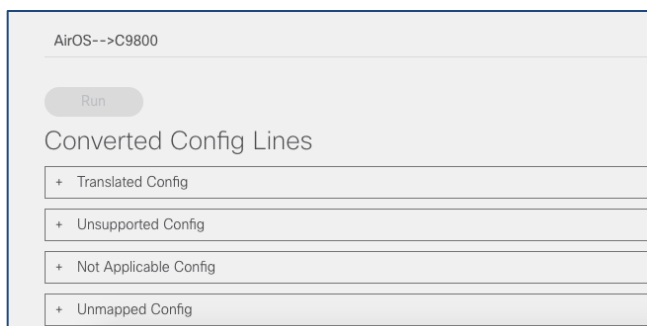 AirOS-->C9800
Run
Converted Config Lines
+ Translated Config
+ Unsupported Config
+ Not Applicable Config
+ Unmapped Config